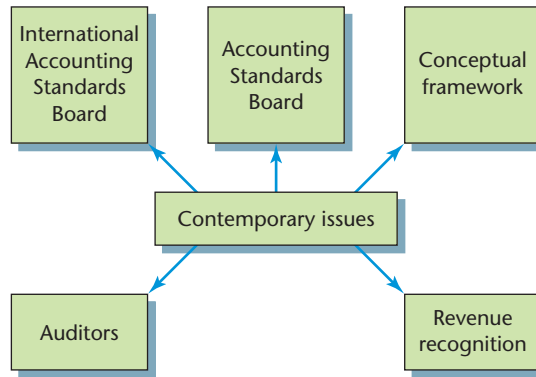 International
Accounting
Standards
Board
Accounting
Standards
Board
Conceptual
framework
Contemporary issues
Auditors
Revenue
recognition